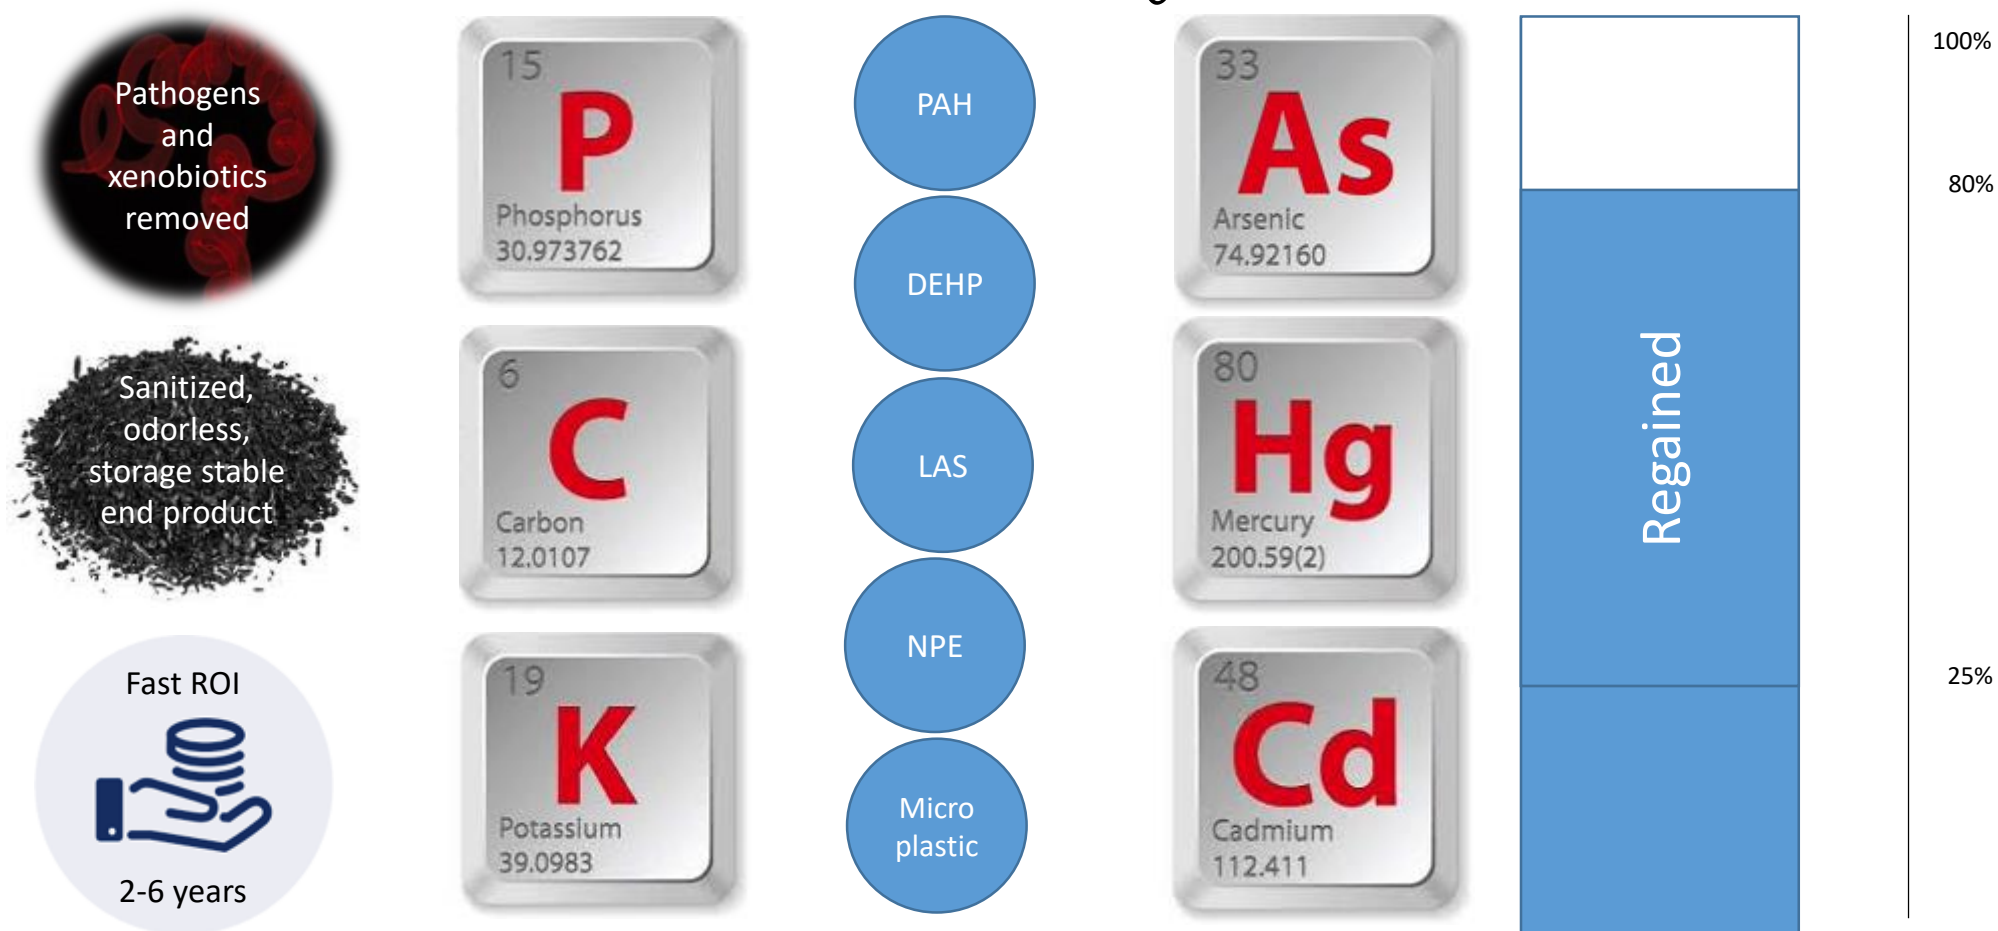 Pathogens
and
xenobiotics
removed
Sanitized,
odorless,
storage stable
end product
Fast ROI
2-6 years
15
P
Phosphorus
30.973762
6
C
Carbon
12.0107
19
K
Potassium
39.0983
PAH
DEHP
LAS
NPE
Micro
plastic
33
As
Arsenic
74.92160
80
Hg
Mercury
200.59(2)
48
Cd
Cadmium
112.411
Regained
100%
80%
25%